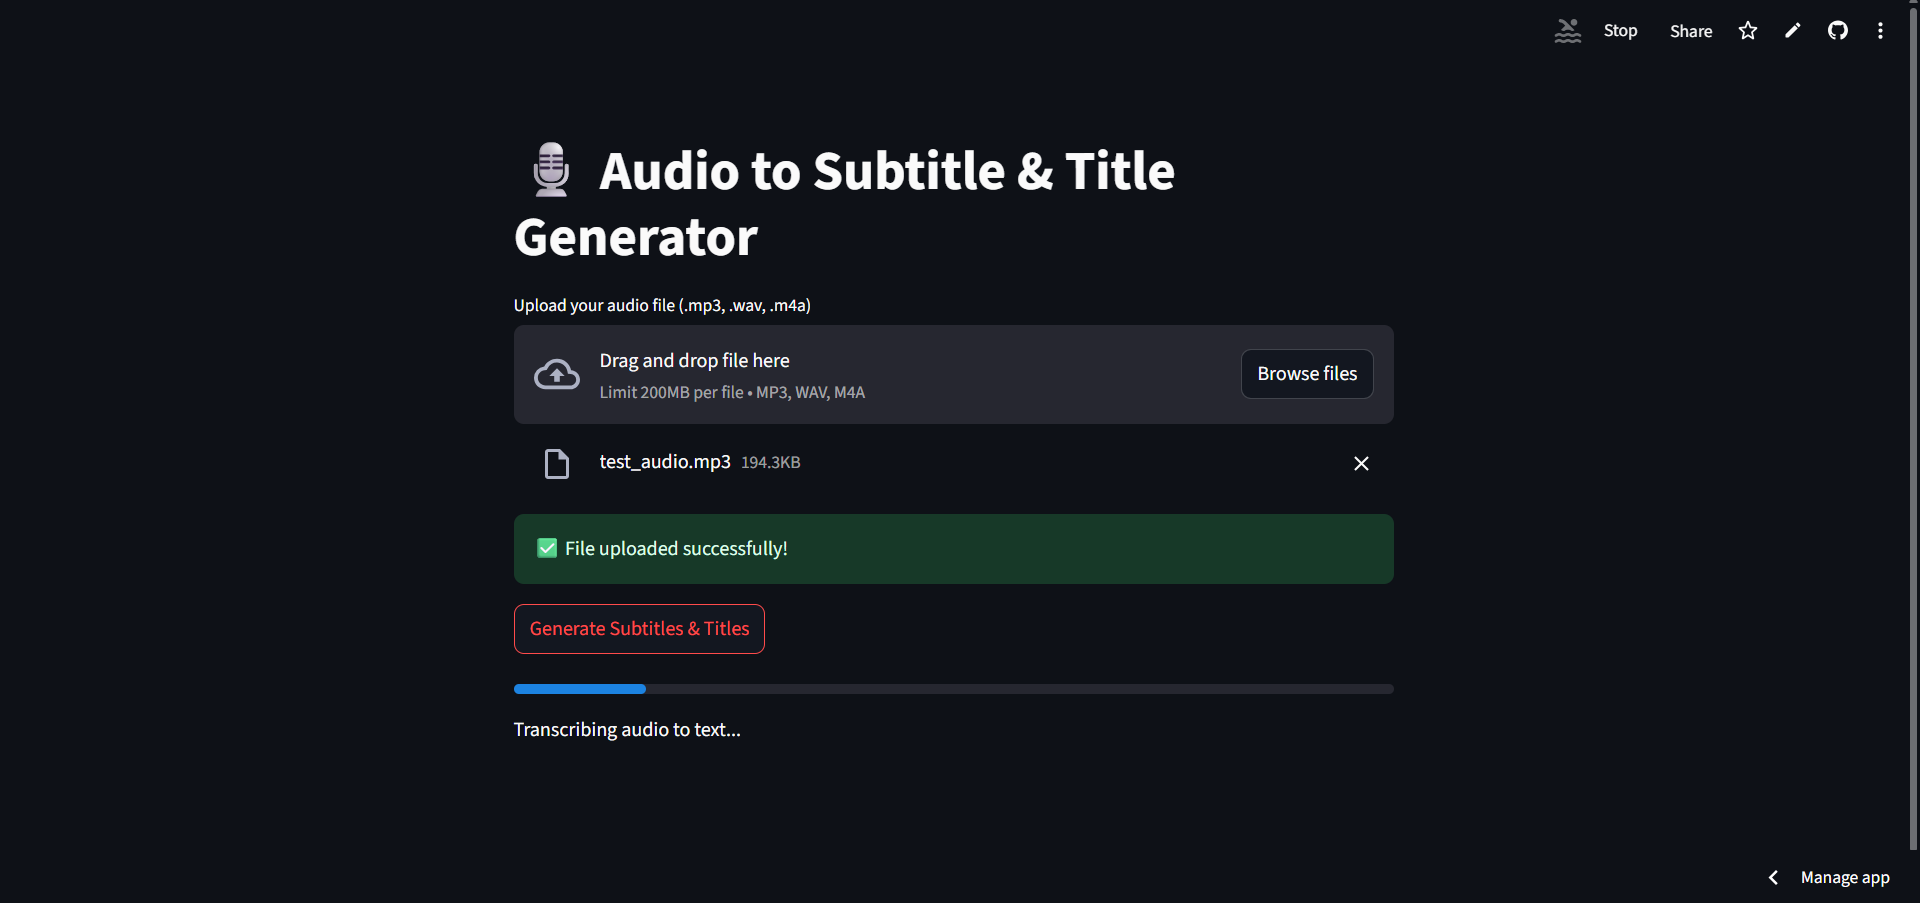 Stop
Share
Audio to Subtitle & Title
Generator
Upload your audio file (.mp3, .wav, .m4a)
Drag and drop file here
Limit 200MB per file • MP3, WAV, M4A
Browse files
test_audio.mp3 194.3KB
File uploaded successfully!
Generate Subtitles & Titles
Transcribing audio to text...
Manage app